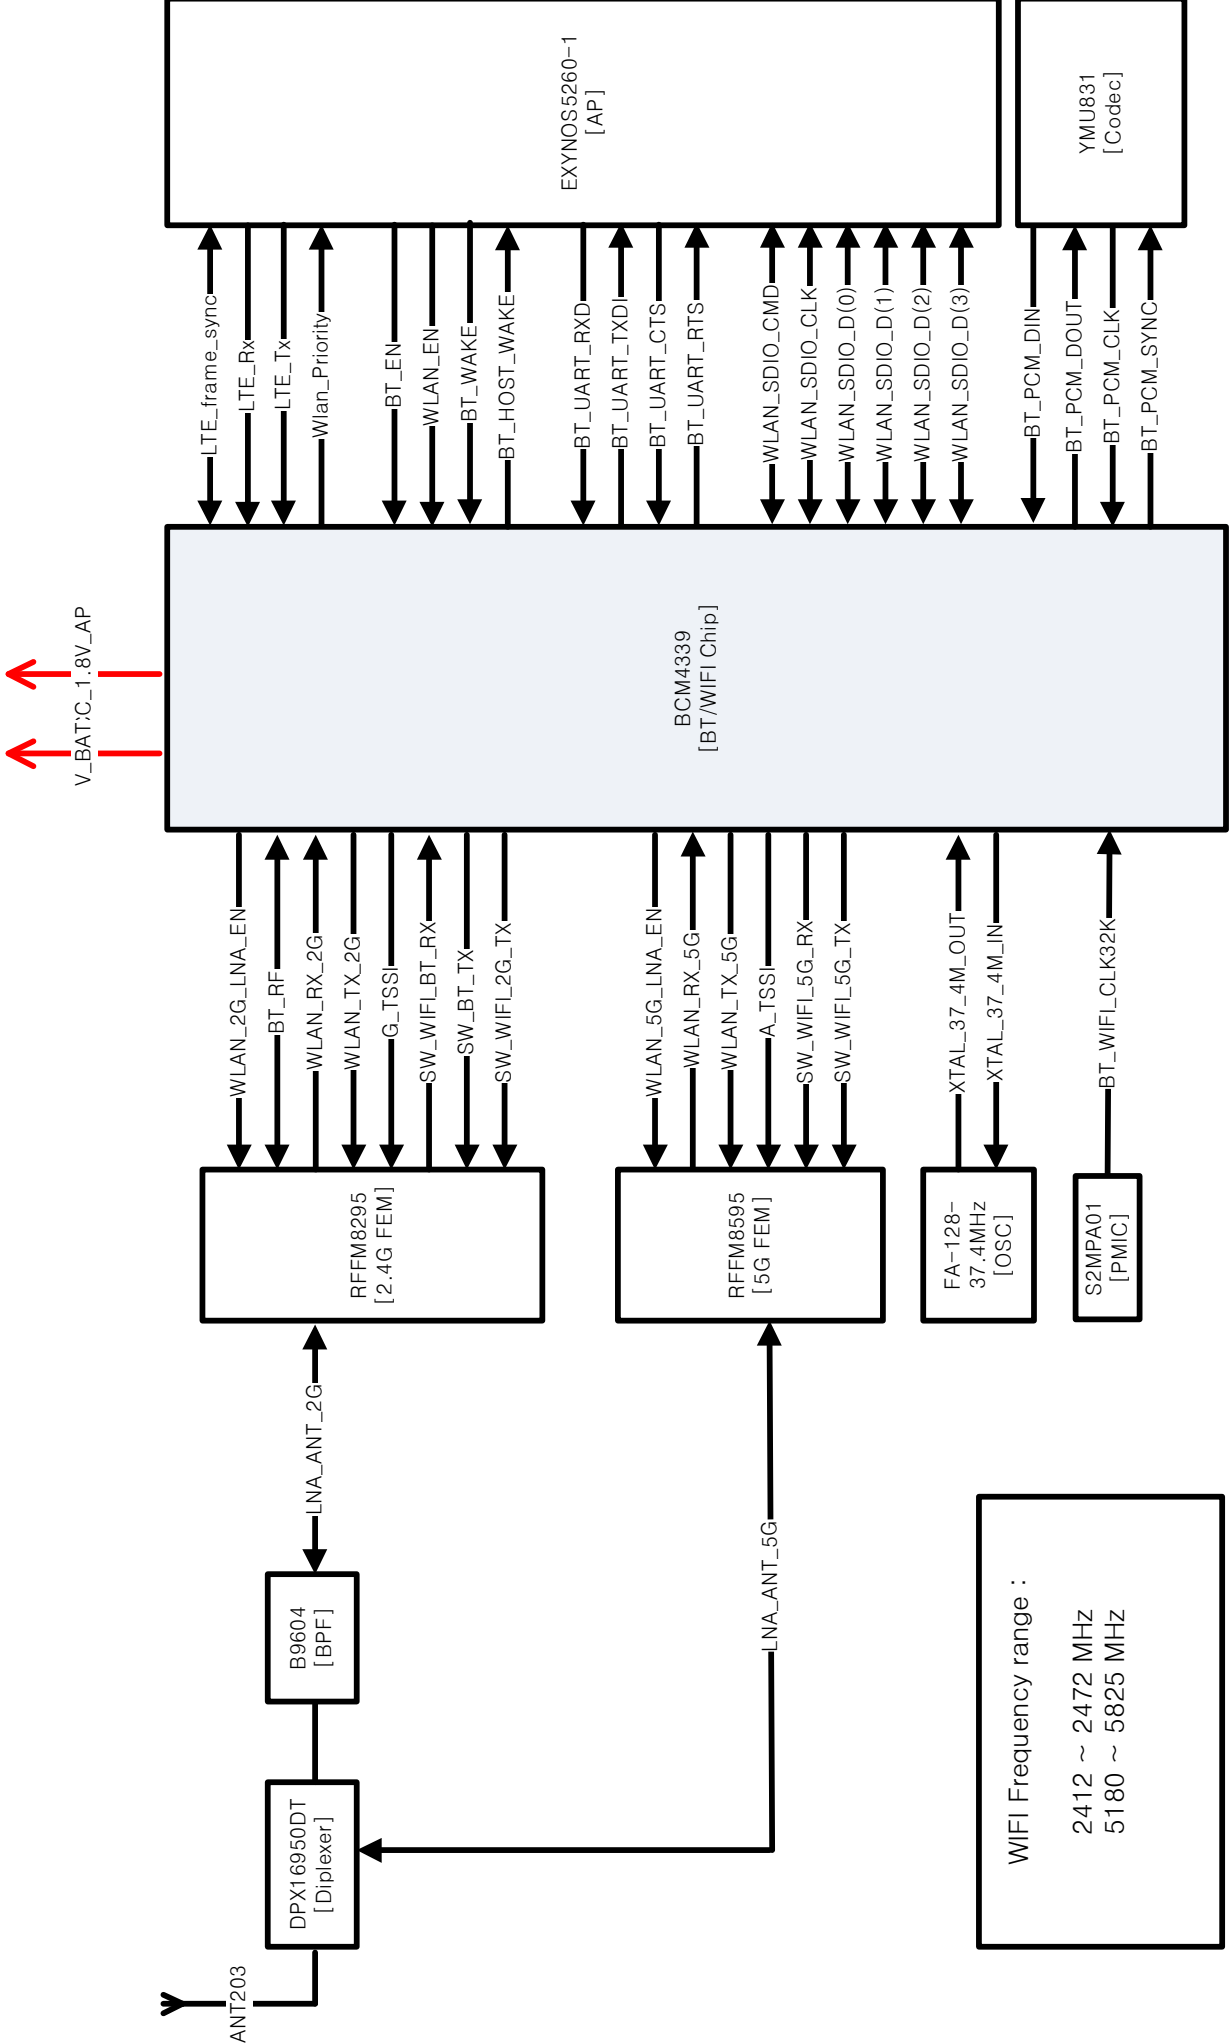 V_BAT
C_1.8V_AP
ANT203
DPX16950DT
[Diplexer]
B9604
[BPF]
LNA_ANT_2G
LNA_ANT_5G
RFFM8295
[2.4G FEM]
WLAN_2G_LNA_EN
BT_RF
WLAN_RX_2G
WLAN_TX_2G
G_TSSI
SW_WIFI_BT_RX
SW_BT_TX
SW_WIFI_2G_TX
RFFM8595
[5G FEM]
WLAN_5G_LNA_EN
WLAN_RX_5G
WLAN_TX_5G
A_TSSI
SW_WIFI_5G_RX
SW_WIFI_5G_TX
FA-128-
37.4MHz
[OSC]
XTAL_37_4M_OUT
XTAL_37_4M_IN
S2MPA01
[PMIC]
BT_WIFI_CLK32K
BCM4339
[BT/WIFI Chip]
LTE_frame_sync
LTE_Rx
LTE_Tx
Wlan_Priority
BT_EN
WLAN_EN
BT_WAKE
BT_HOST_WAKE
BT_UART_RXD
BT_UART_TXDI
BT_UART_CTS
BT_UART_RTS
WLAN_SDIO_CMD
WLAN_SDIO_CLK
WLAN_SDIO_D(0)
WLAN_SDIO_D(1)
WLAN_SDIO_D(2)
WLAN_SDIO_D(3)
BT_PCM_DIN
BT_PCM_DOUT
BT_PCM_CLK
BT_PCM_SYNC
EXYNOS5260-1
[AP]
YMU831
[Codec]
WIFI Frequency range :
2412 ~ 2472 MHz
5180 ~ 5825 MHz